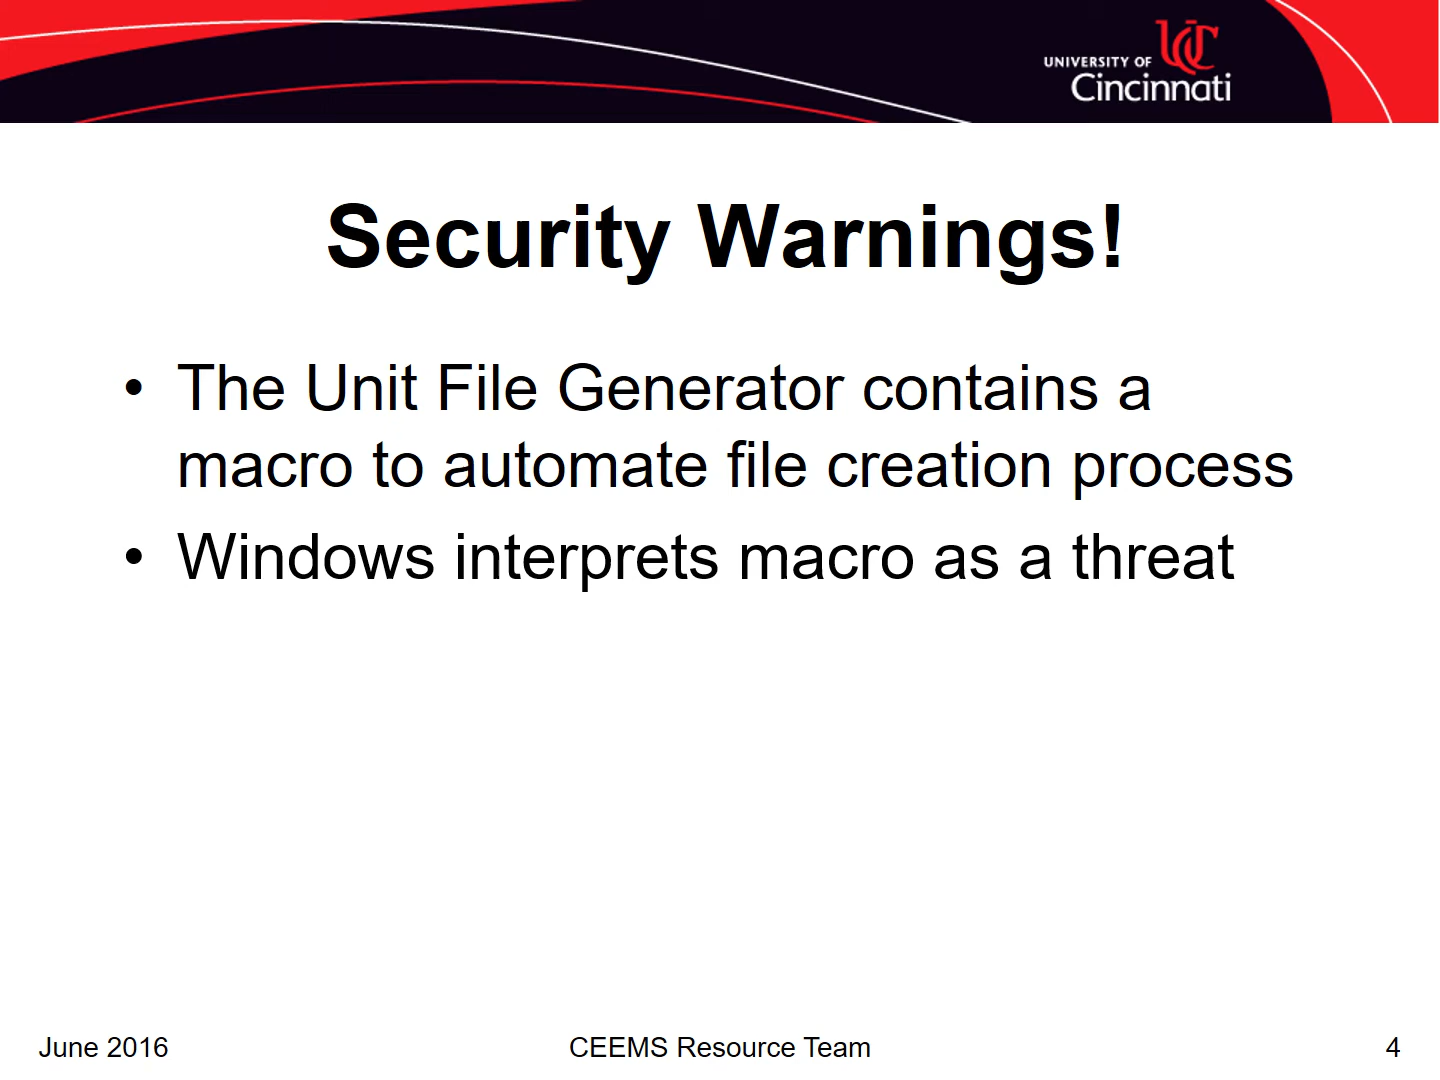 UC
UNIVERSITY OF
Cincinnati
Security Warnings!
• The Unit File Generator contains a
macro to automate file creation process
• Windows interprets macro as a threat
June 2016
CEEMS Resource Team
4